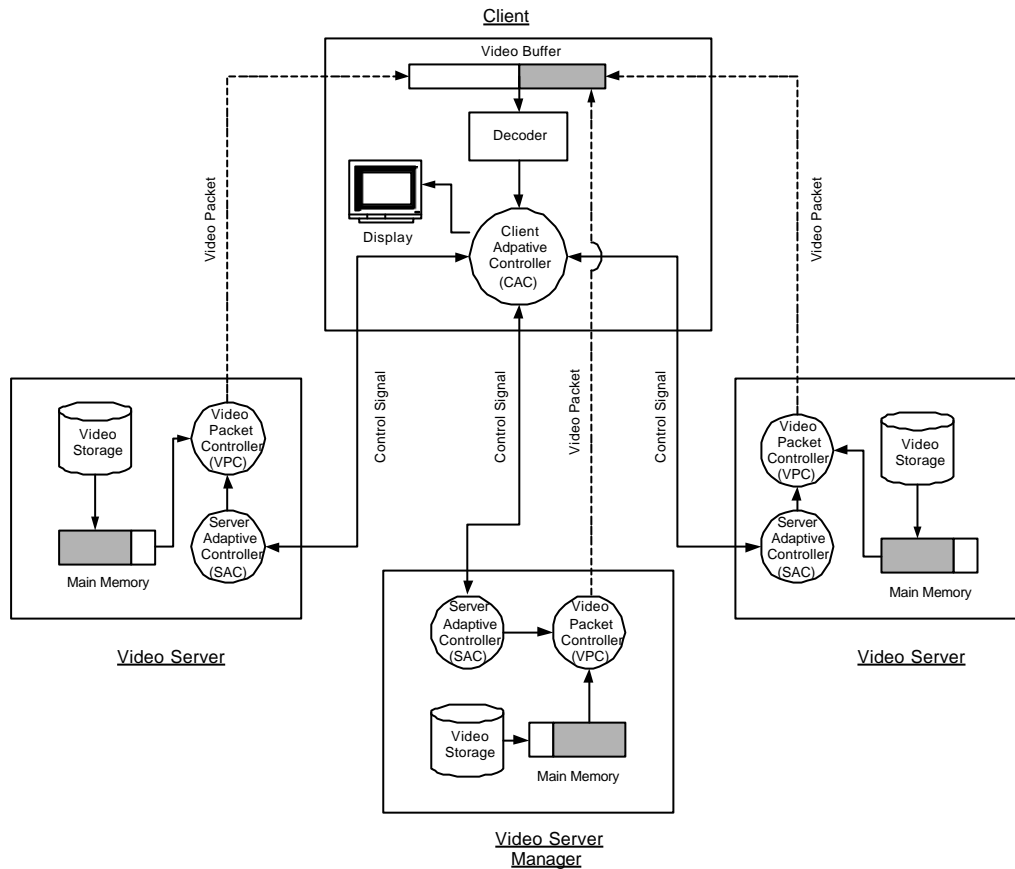 Client
Video Buffer
Decoder
Display
Client
Adpative
Controller
(CAC)
Video Packet
Video Packet
Control Signal
Control Signal
Video Packet
Control Signal
Video
Storage
Video
Packet
Controller
(VPC)
Server
Adaptive
Controller
(SAC)
Main Memory
Video Server
Video
Packet
Controller
(VPC)
Video
Storage
Server
Adaptive
Controller
(SAC)
Main Memory
Video Server
Server
Adaptive
Controller
(SAC)
Video
Packet
Controller
(VPC)
Video
Storage
Main Memory
Video Server
Manager